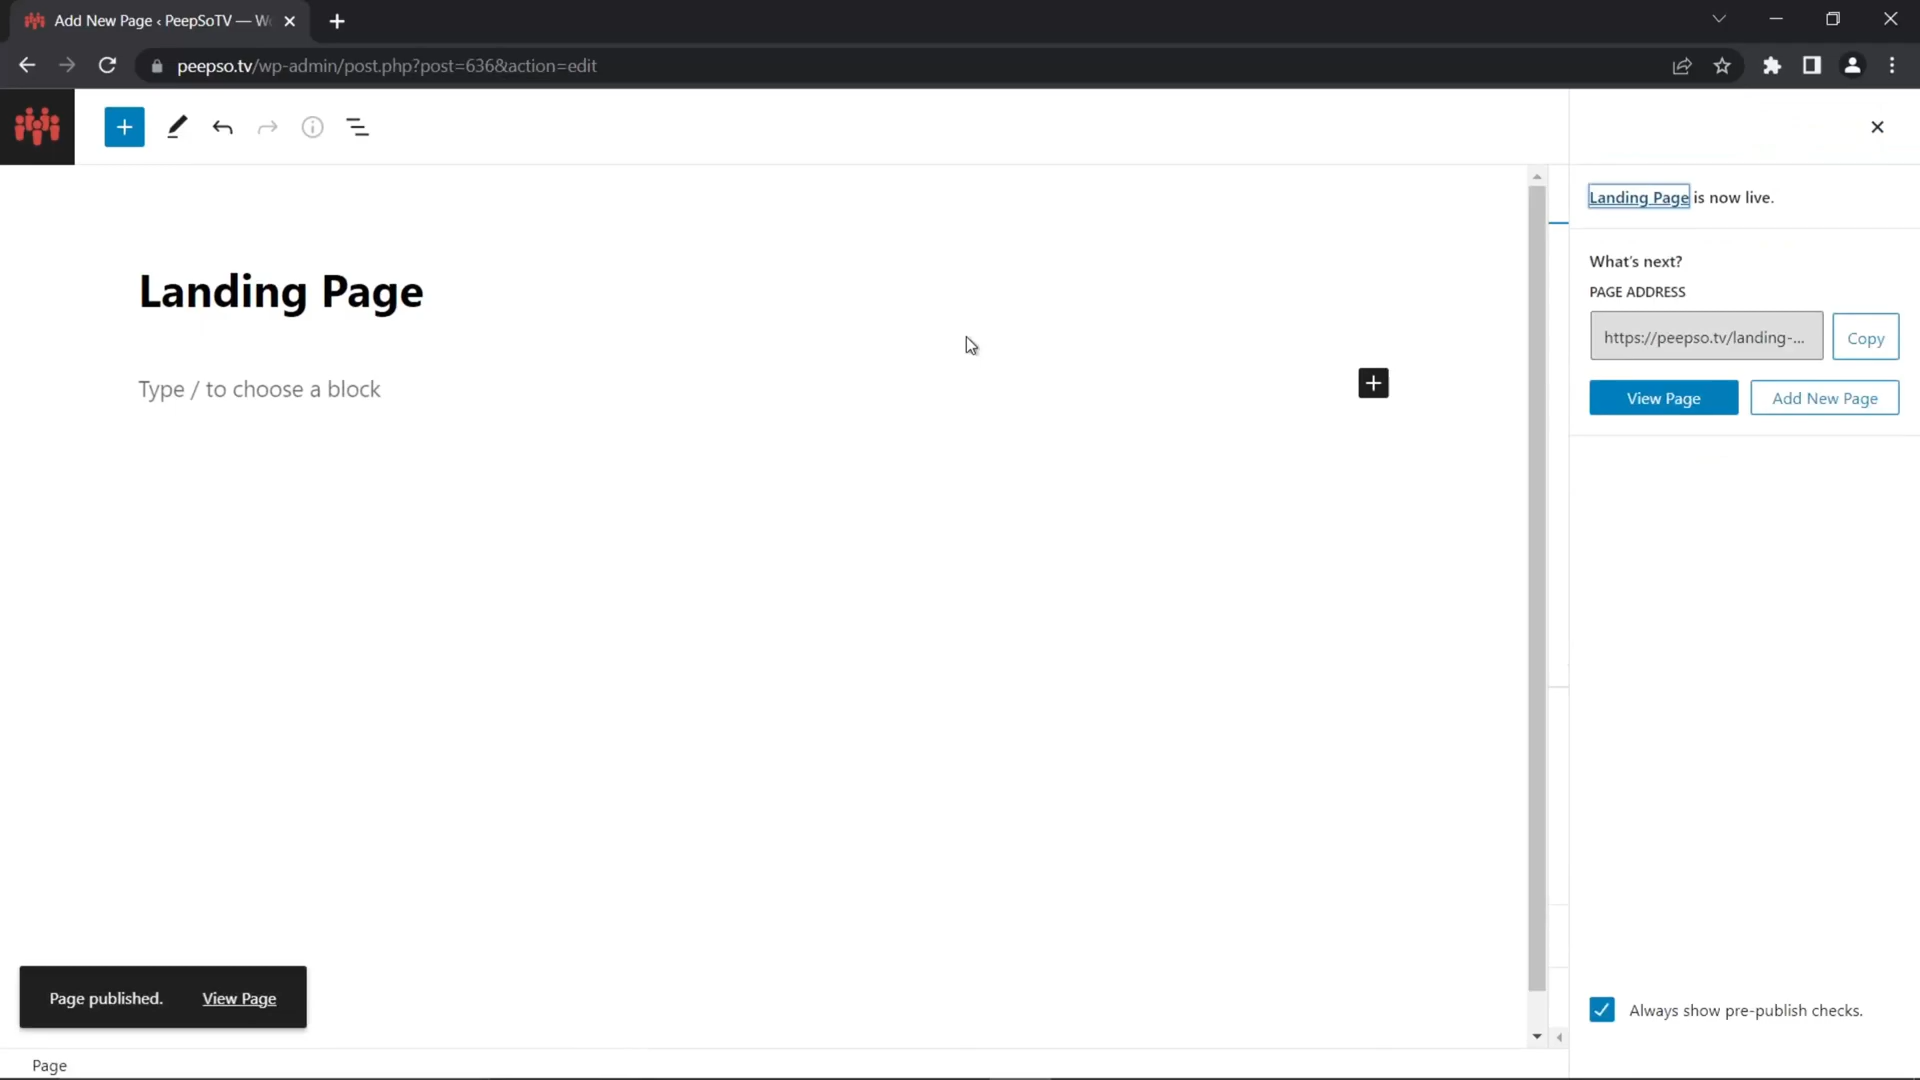 Add New Page ‹ PeepSoTV — W
peepso.tv/wp-admin/post.php?post=636&action=edit
Landing Page is now live.
What's next?
PAGE ADDRESS
https://peepso.tv/landing-...
Copy
View Page
Add New Page
Landing Page
Type / to choose a block
Page published.
View Page
Always show pre-publish checks.
Page